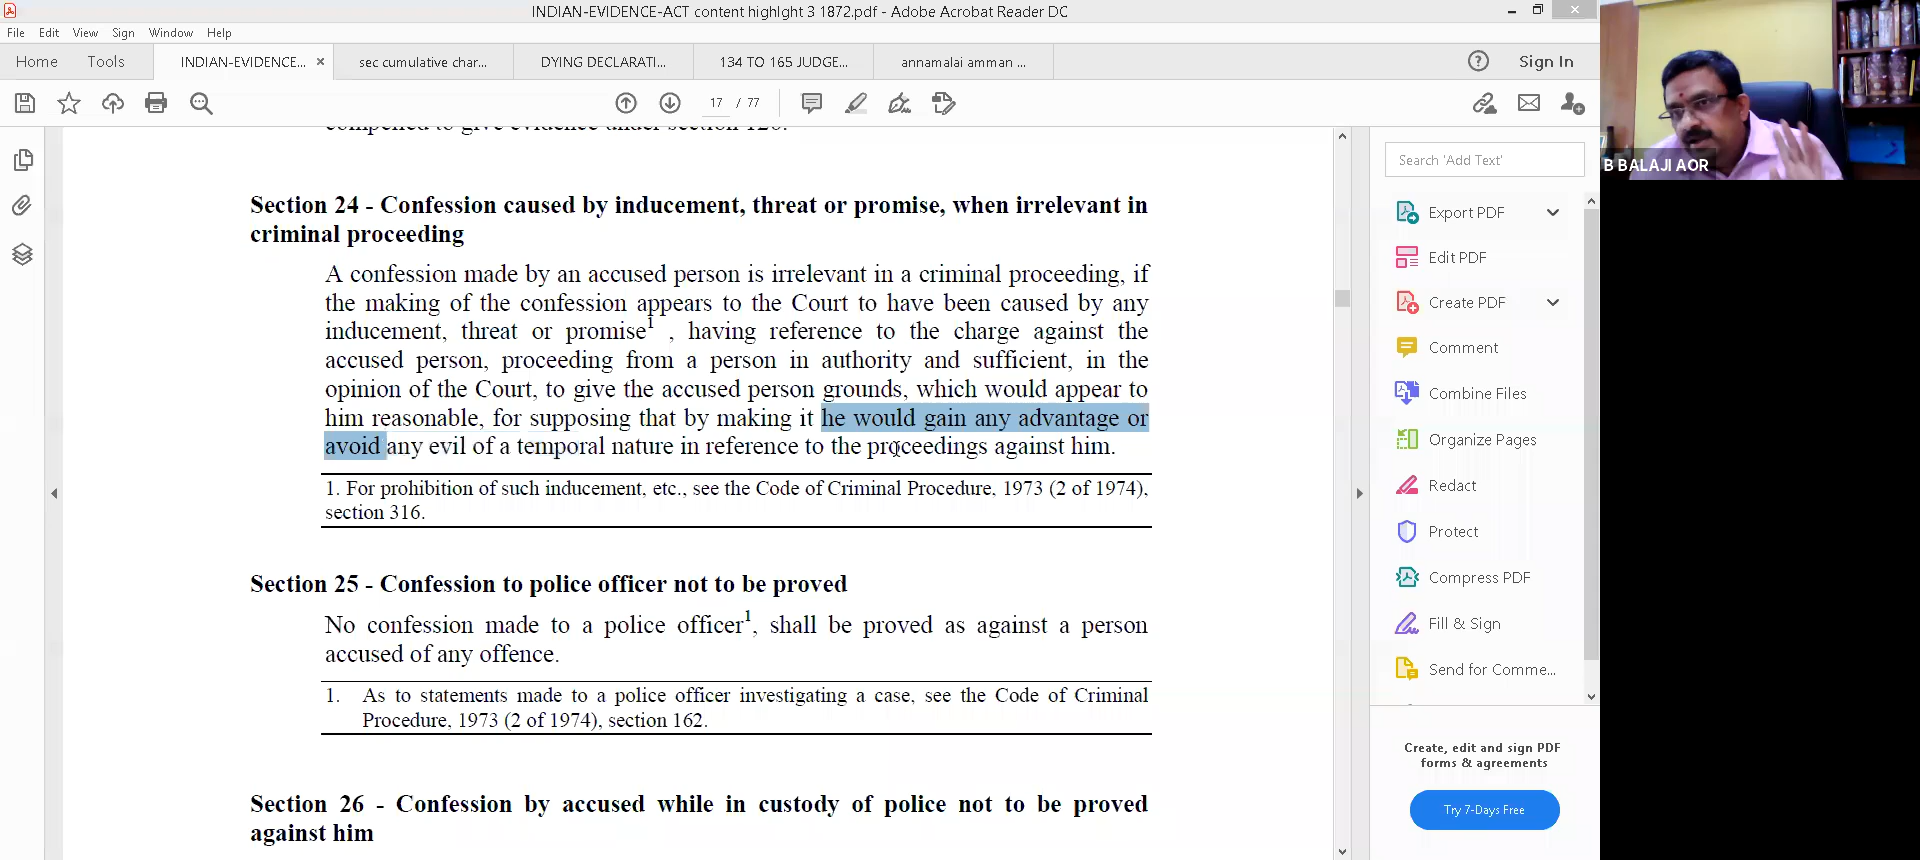 INDIAN-EVIDENCE-ACT content highlght 3 1872.pdf - Adobe Acrobat Reader DC
File Edit View Sign Window Help
Home Tools INDIAN-EVIDENCE... × sec cumulative char... DYING DECLARATI... 134 TO 165 JUDGE... annamalai amman ... Sign In
17 / 77
Section 24 - Confession caused by inducement, threat or promise, when irrelevant in
criminal proceeding
A confession made by an accused person is irrelevant in a criminal proceeding, if
the making of the confession appears to the Court to have been caused by any
inducement, threat or promise1 , having reference to the charge against the
accused person, proceeding from a person in authority and sufficient, in the
opinion of the Court, to give the accused person grounds, which would appear to
him reasonable, for supposing that by making it he would gain any advantage or
avoid any evil of a temporal nature in reference to the proceedings against him.
1. For prohibition of such inducement, etc., see the Code of Criminal Procedure, 1973 (2 of 1974),
section 316.
Section 25 - Confession to police officer not to be proved
No confession made to a police officer1, shall be proved as against a person
accused of any offence.
1. As to statements made to a police officer investigating a case, see the Code of Criminal
Procedure, 1973 (2 of 1974), section 162.
Section 26 - Confession by accused while in custody of police not to be proved
against him
Search 'Add Text'
Export PDF
Edit PDF
Create PDF
Comment
Combine Files
Organize Pages
Redact
Protect
Compress PDF
Fill & Sign
Send for Comme...
Create, edit and sign PDF
forms & agreements
Try 7-Days Free
B BALAJI AOR